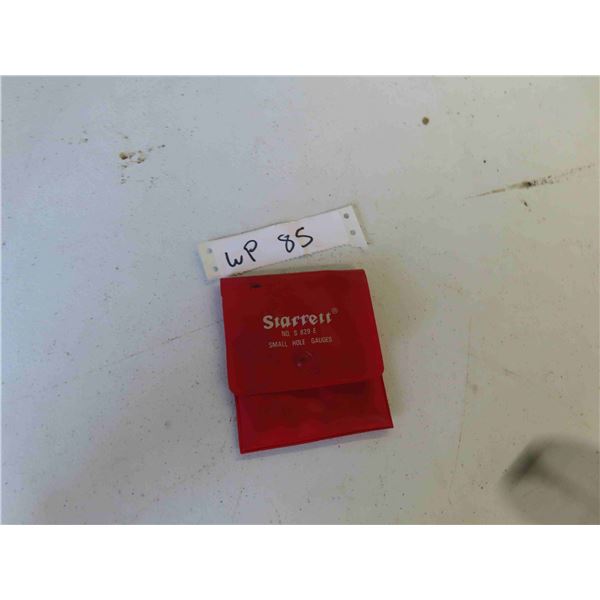 WP 85
Starrett®
NO. S 829 E
SMALL HOLE GAUGES